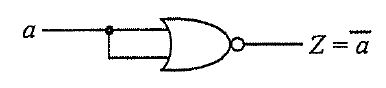 a Z = a̅